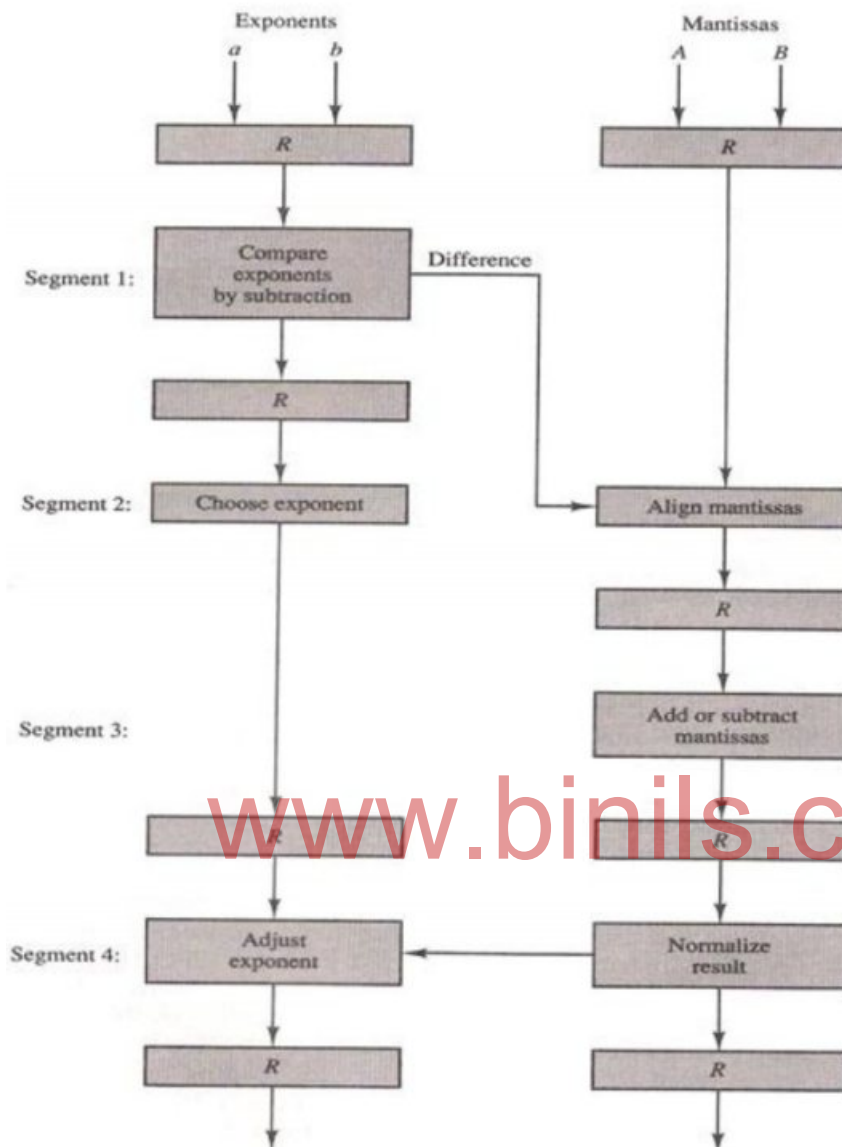 Exponents
a b
Mantissas
A B
R
R
Segment 1:
Compare
exponents
by subtraction
Difference
R
Segment 2:
Choose exponent
Align mantissas
R
Segment 3:
Add or subtract
mantissas
R
R
www.binils.c
Segment 4:
Adjust
exponent
Normalize
result
R
R